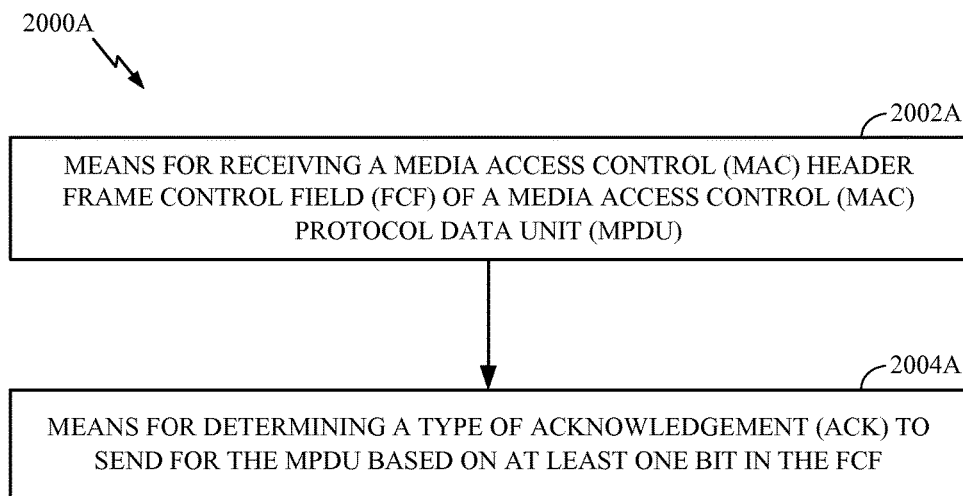 2000A
2002A
MEANS FOR RECEIVING A MEDIA ACCESS CONTROL (MAC) HEADER
FRAME CONTROL FIELD (FCF) OF A MEDIA ACCESS CONTROL (MAC)
PROTOCOL DATA UNIT (MPDU)
2004A
MEANS FOR DETERMINING A TYPE OF ACKNOWLEDGEMENT (ACK) TO
SEND FOR THE MPDU BASED ON AT LEAST ONE BIT IN THE FCF